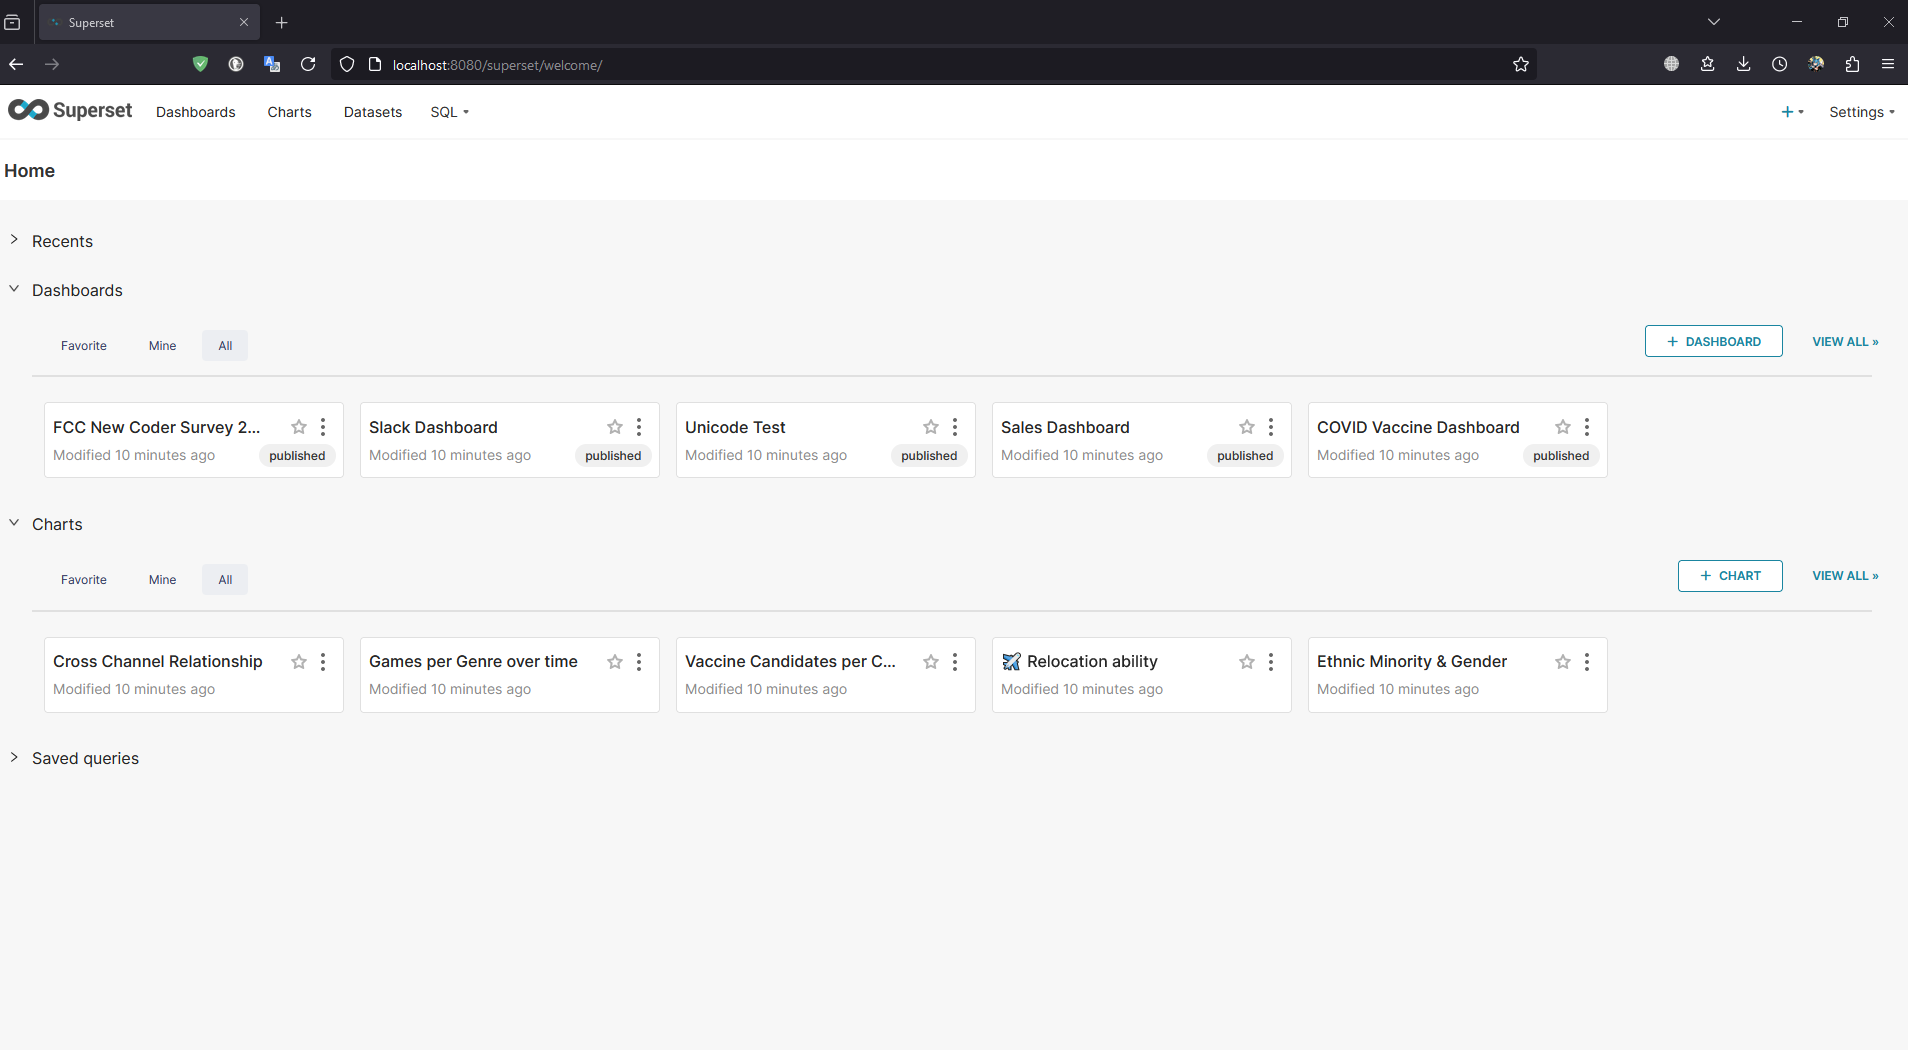 Superset
localhost:8080/superset/welcome/
Superset Dashboards Charts Datasets SQL Settings
Home
Recents
Dashboards
Favorite Mine All + DASHBOARD VIEW ALL »
FCC New Coder Survey 2... Slack Dashboard Unicode Test Sales Dashboard COVID Vaccine Dashboard
Modified 10 minutes ago published Modified 10 minutes ago published Modified 10 minutes ago published Modified 10 minutes ago published Modified 10 minutes ago published
Charts
Favorite Mine All + CHART VIEW ALL »
Cross Channel Relationship Games per Genre over time Vaccine Candidates per C... ✈️ Relocation ability Ethnic Minority & Gender
Modified 10 minutes ago Modified 10 minutes ago Modified 10 minutes ago Modified 10 minutes ago Modified 10 minutes ago
Saved queries